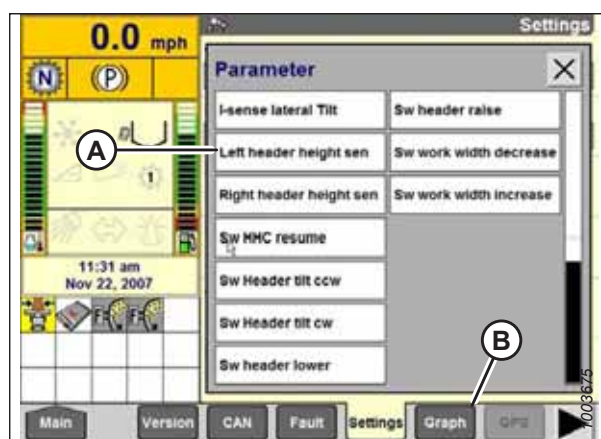 0.0 mph
Settings
N
(P)
Parameter
I-sense lateral Tilt
Sw header raise
A
Left header height sen
Sw work width decrease
1
Right header height sen
Sw work width increase
Sw HHC resume
11:31 am
Nov 22, 2007
Sw Header tilt ccw
F=
F=
Sw Header tilt cw
B
Sw header lower
1003675
Main
Version
CAN
Fault
Settings
Graph
GPS